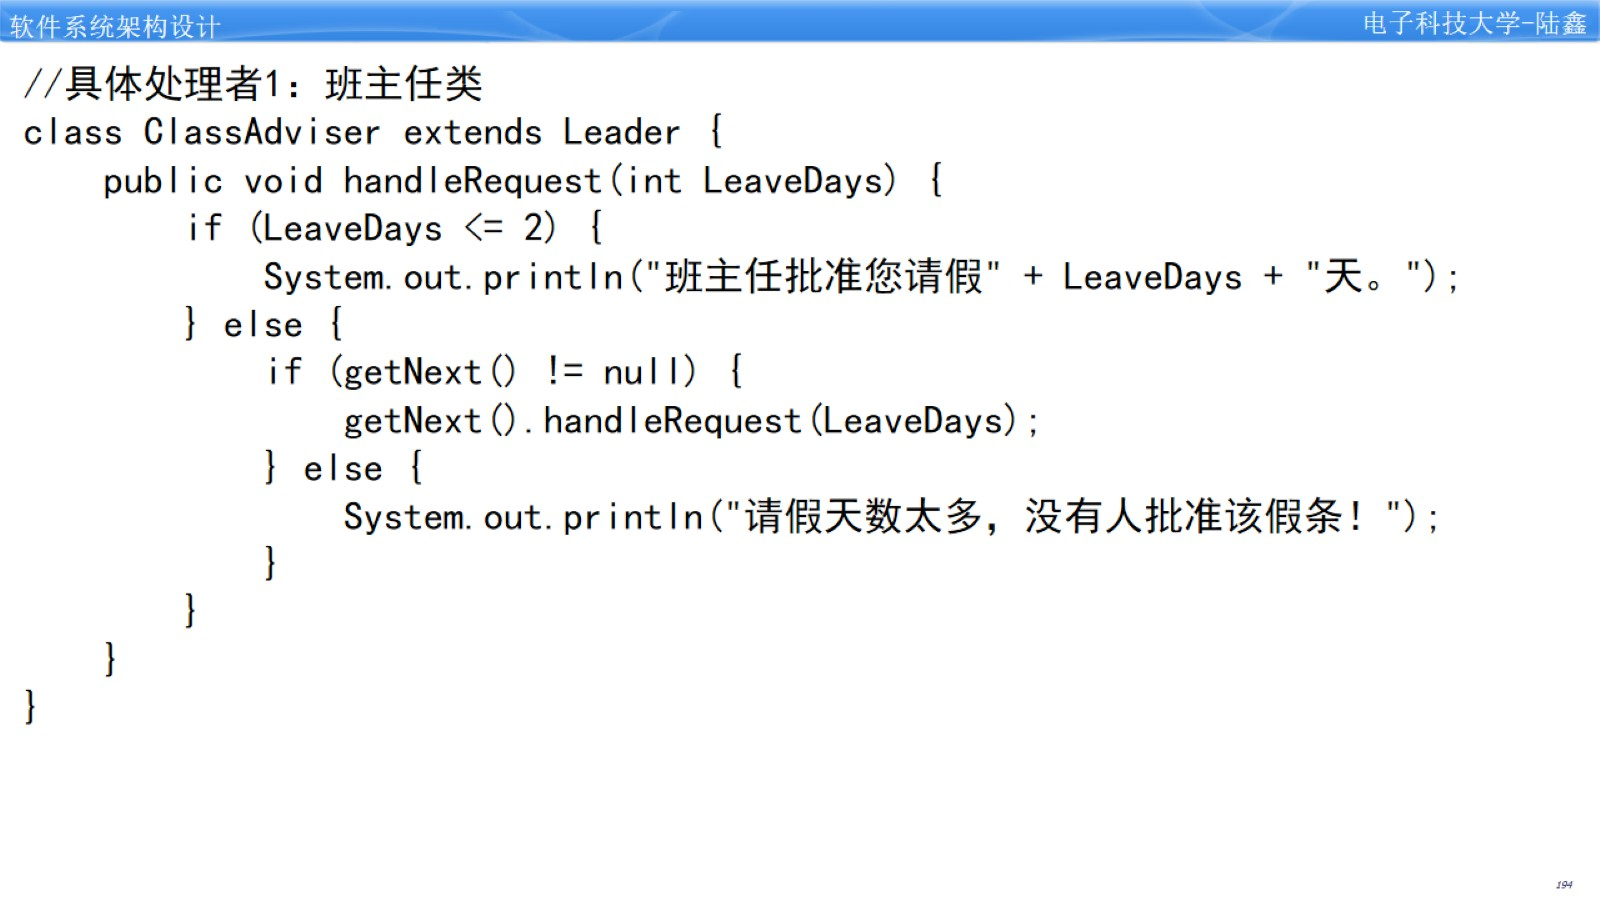 软件系统架构设计
电子科技大学-陆鑫
//具体处理者1：班主任类
class ClassAdviser extends Leader {
    public void handleRequest(int LeaveDays) {
        if (LeaveDays <= 2) {
            System.out.println("班主任批准您请假" + LeaveDays + "天。");
        } else {
            if (getNext() != null) {
                getNext().handleRequest(LeaveDays);
            } else {
                System.out.println("请假天数太多，没有人批准该假条！");
            }
        }
    }
}
194